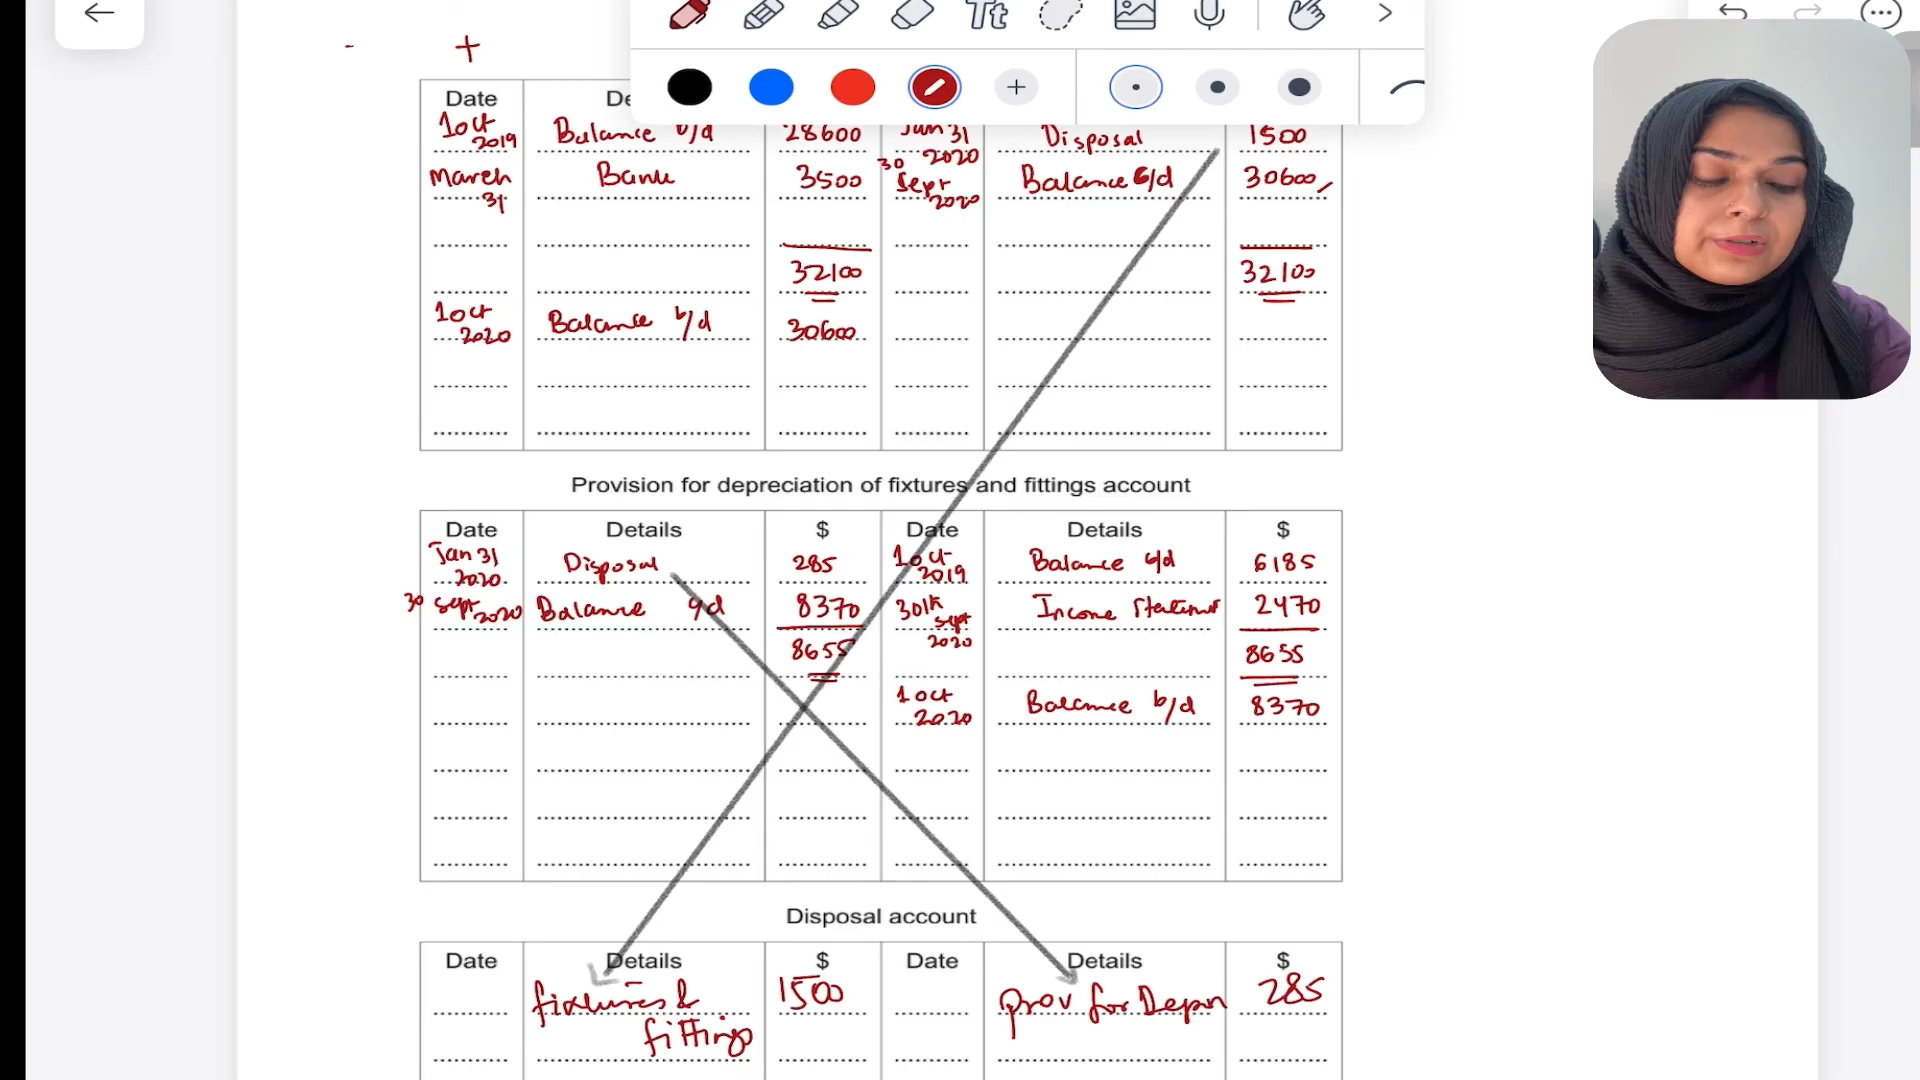 Tt
- +
Date De
1 Oct 2019 Balance b/d 28600 Jan 31 2020 Disposal 1500
March 31 Bank 3500 30 Sept 2020 Balance c/d 30600
32100 32100
1 Oct 2020 Balance b/d 30600
Provision for depreciation of fixtures and fittings account
Date Details $ Date Details $
Jan 31 2020 Disposal 285 1 Oct 2019 Balance b/d 6185
30 Sept 2020 Balance c/d 8370 30th Sept 2020 Income Statement 2470
8655 8655
1 Oct 2020 Balance b/d 8370
Disposal account
Date Details $ Date Details $
fixtures & 1500 prov for Depn 285
fittings